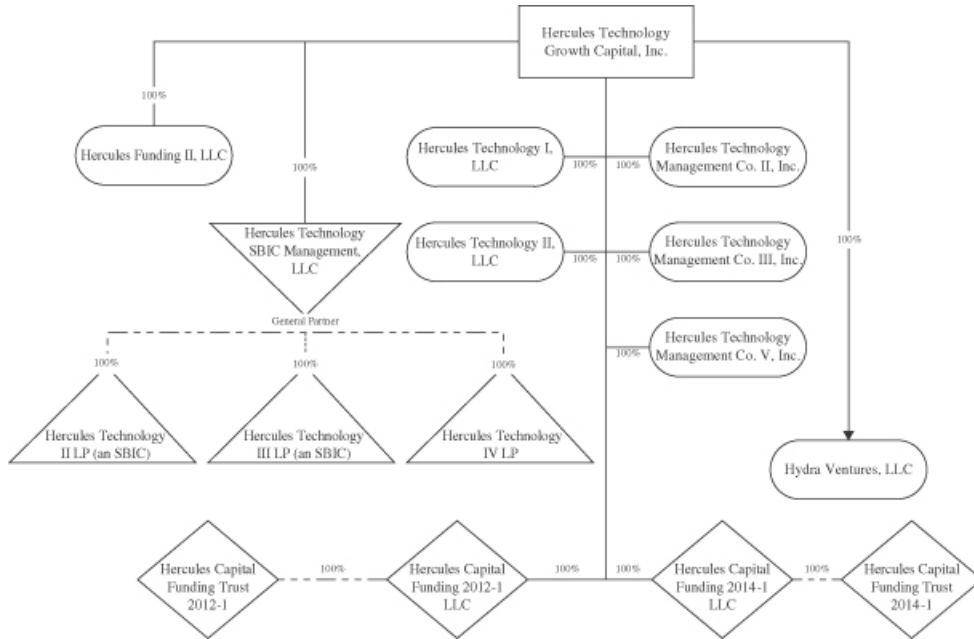 Hercules Technology
Growth Capital, Inc.
100%
Hercules Funding II, LLC
100%
Hercules Technology I,
LLC
100%
100%
Hercules Technology
Management Co. II, Inc.
Hercules Technology
SBIC Management,
LLC
Hercules Technology II,
LLC
100%
100%
Hercules Technology
Management Co. III, Inc.
100%
General Partner
100%
Hercules Technology
Management Co. V, Inc.
100%
100%
100%
Hercules Technology
II LP (an SBIC)
Hercules Technology
III LP (an SBIC)
Hercules Technology
IV LP
Hydra Ventures, LLC
Hercules Capital
Funding Trust
2012-1
100%
Hercules Capital
Funding 2012-1
LLC
100%
100%
Hercules Capital
Funding 2014-1
LLC
100%
Hercules Capital
Funding Trust
2014-1